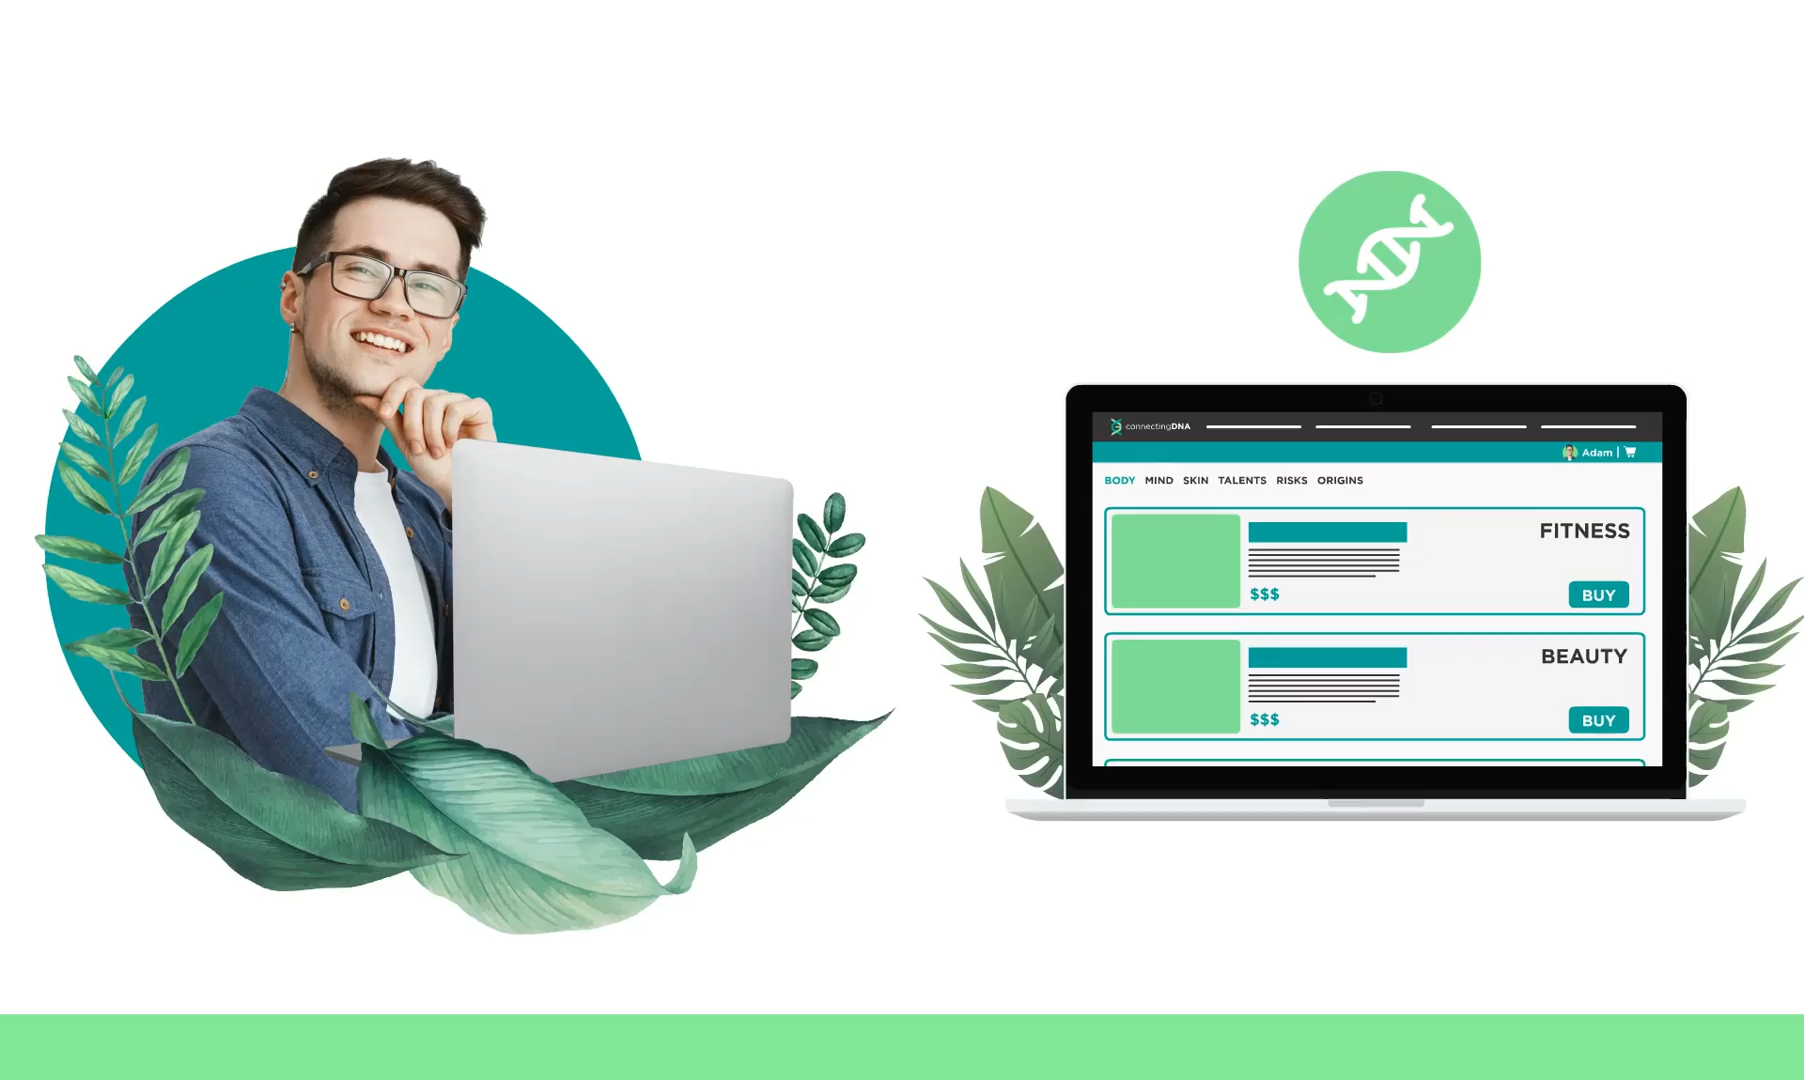 connectingDNA
Adam |
BODY MIND SKIN TALENTS RISKS ORIGINS
FITNESS
$$$
BUY
BEAUTY
$$$
BUY